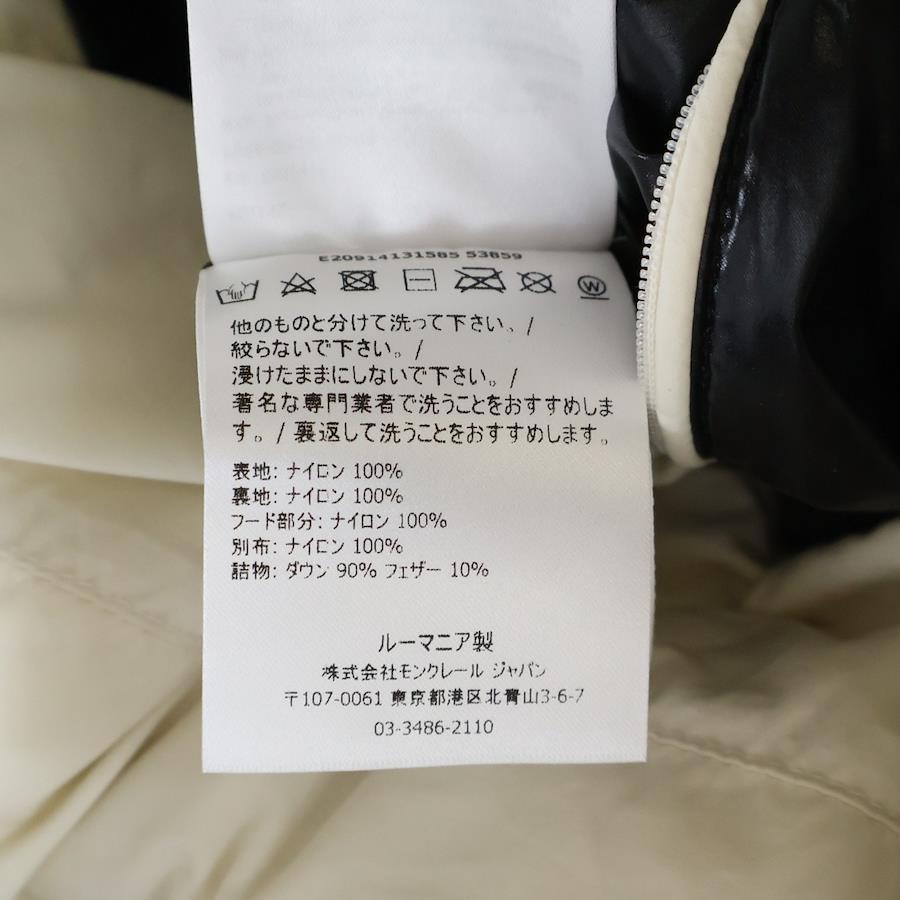 E20914131585 53859
W
他のものと分けて洗って下さい。/
絞らないで下さい。/
浸けたままにしないで下さい。/
著名な専門業者で洗うことをおすすめしま
す。/ 裏返して洗うことをおすすめします。
表地: ナイロン 100%
裏地: ナイロン 100%
フード部分: ナイロン 100%
別布: ナイロン 100%
詰物: ダウン 90% フェザー 10%
ルーマニア製
株式会社モンクレール ジャパン
〒107-0061 東京都港区北青山3-6-7
03-3486-2110